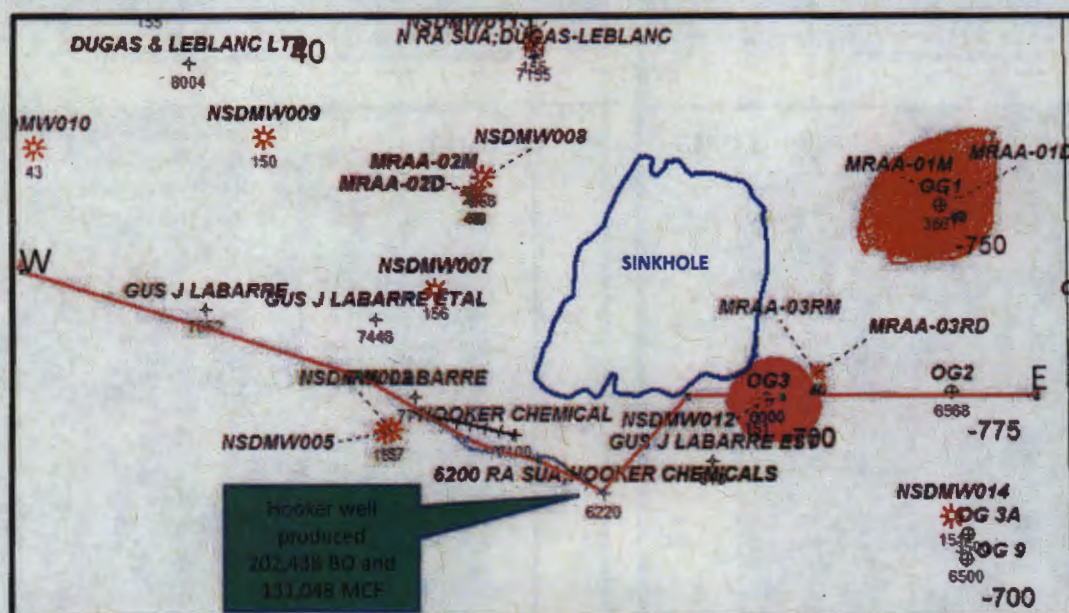 DUGAS & LEBLANC LTD
40
8004
NSDMW011
N RA SUA;DUGAS-LEBLANC
7195
NSDMW009
150
43
NSDMW008
MRAA-02M
MRAA-02D
MRAA-01M
MRAA-01D
OG1
-750
W
NSDMW007
156
SINKHOLE
GUS J LABARRE
GUS J LABARRE ETAL
7446
MRAA-03RM
MRAA-03RD
LABARRE
OG3
OG2
E
6568
HOOKER CHEMICAL
NSDMW012
GUS J LABARRE
-775
NSDMW005
6200 RA SUA;HOOKER CHEMICALS
6220
NSDMW014
OG 3A
OG 9
6500
-700
Hooker well
produced
202,438 BO and
131,048 MCF